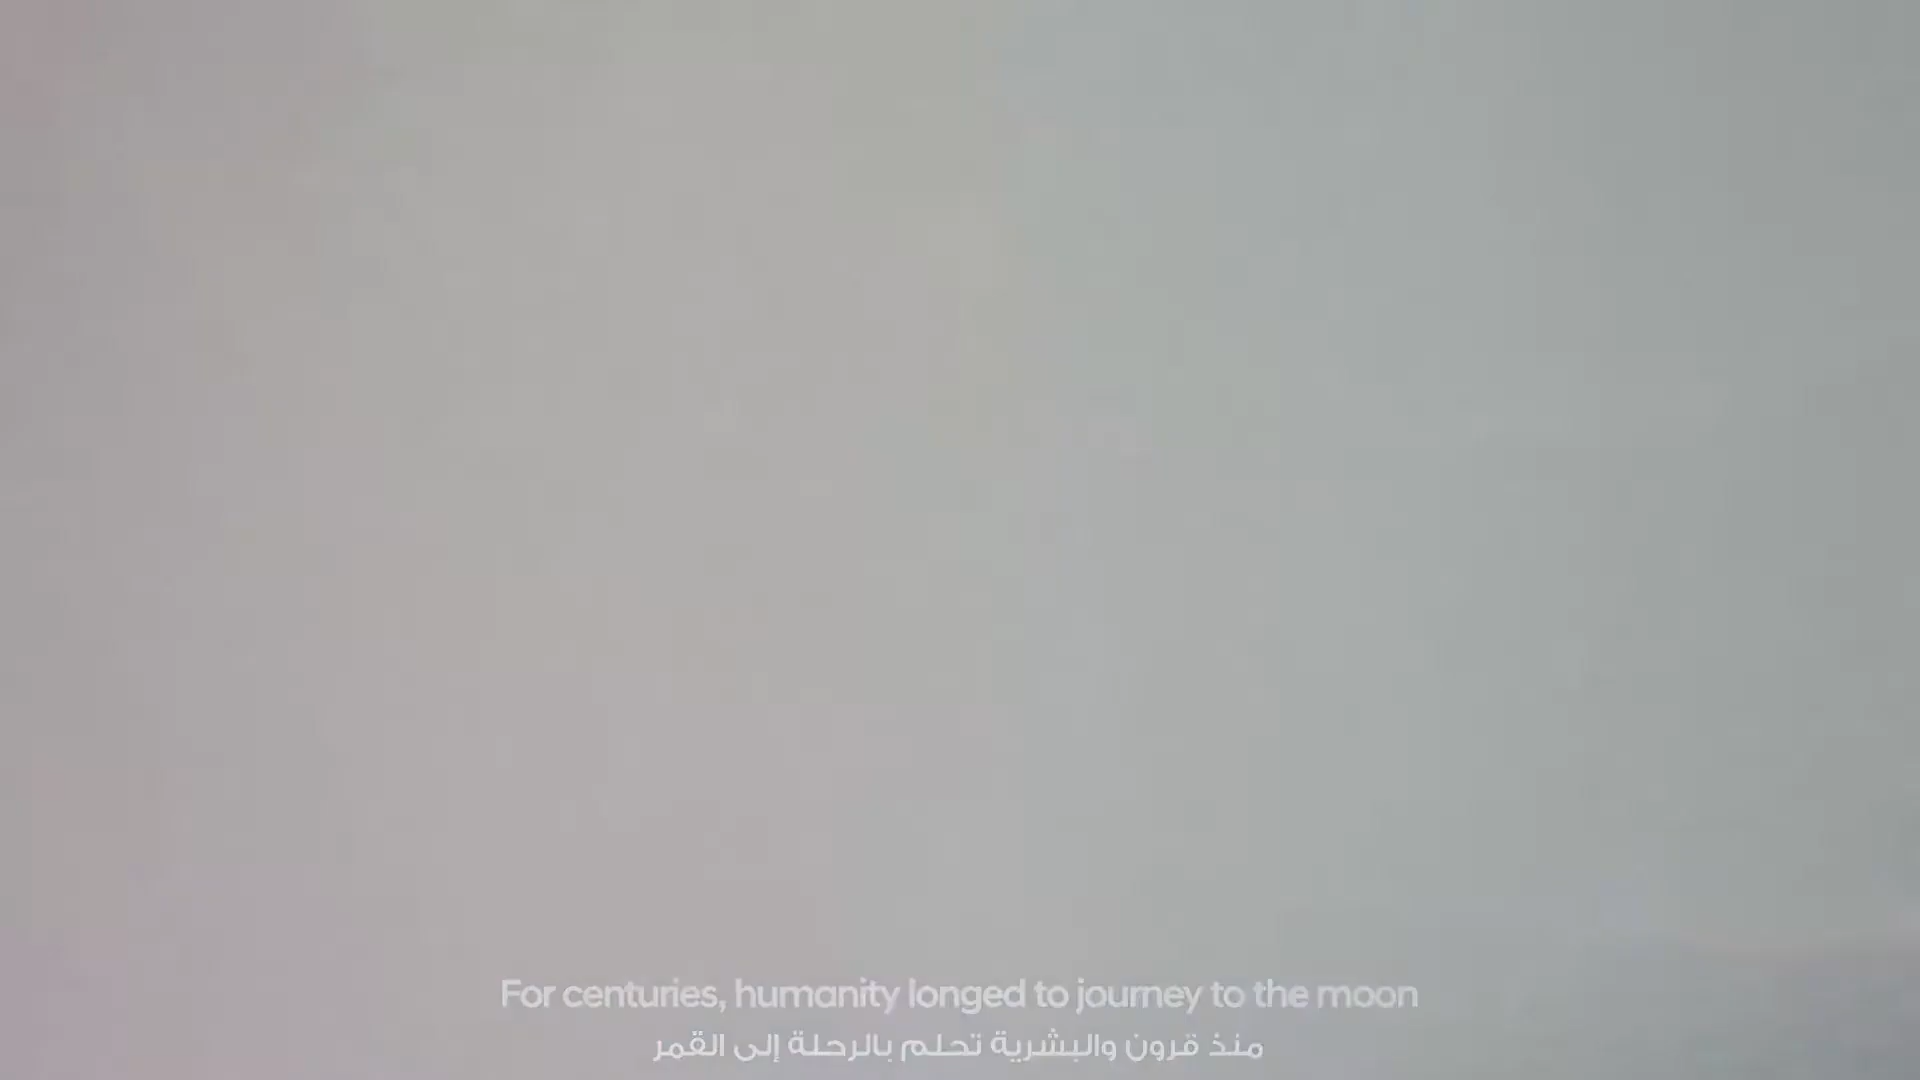 For centuries, humanity longed to journey to the moon
منذ قرون والبشرية تحلم بالرحلة إلى القمر